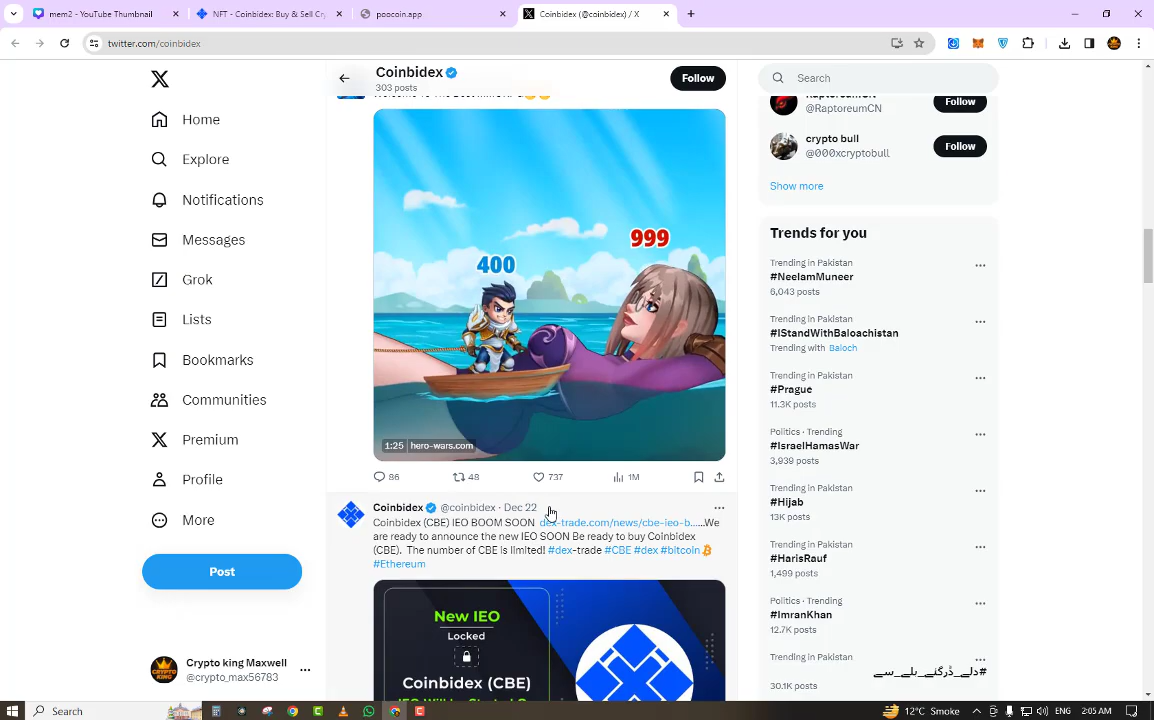 mem2 - YouTube Thumbnail
NFT - Coinbidex: Buy & Sell Cry
poocoin.app
Coinbidex (@coinbidex) / X
twitter.com/coinbidex
Coinbidex
303 posts
Follow
Search
Home
Explore
Notifications
Messages
Grok
Lists
Bookmarks
Communities
Premium
Profile
More
Post
Crypto king Maxwell
@crypto_max56783
400
999
1:25 hero-wars.com
86 48 737 1M
Coinbidex @coinbidex · Dec 22
Coinbidex (CBE) IEO BOOM SOON dex-trade.com/news/cbe-ieo-b......We
are ready to announce the new IEO SOON Be ready to buy Coinbidex
(CBE). The number of CBE is limited! #dex-trade #CBE #dex #bitcoin
#Ethereum
New IEO
Locked
Coinbidex (CBE)
@RaptoreumCN
Follow
crypto bull
@000xcryptobull
Follow
Show more
Trends for you
Trending in Pakistan
#NeelamMuneer
6,043 posts
Trending in Pakistan
#IStandWithBaloachistan
Trending with Baloch
Trending in Pakistan
#Prague
11.3K posts
Politics · Trending
#IsraelHamasWar
3,939 posts
Trending in Pakistan
#Hijab
13K posts
Trending in Pakistan
#HarisRauf
1,499 posts
Politics · Trending
#ImranKhan
12.7K posts
Trending in Pakistan
30.1K posts
Search
12°C Smoke
ENG
2:05 AM